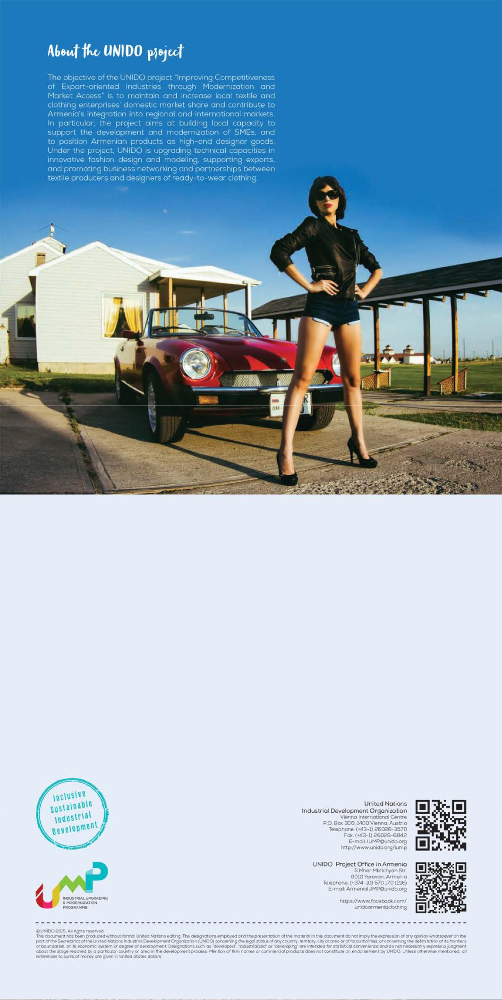 About the UNIDO project
The objective of the UNIDO project "Improving Competitiveness
of Export-oriented Industries through Modernization and
Market Access" is to maintain and increase local textile and
clothing enterprises' domestic market share and contribute to
Armenia's integration into regional and international markets.
In particular, the project aims at building local capacity to
support the development and modernization of SMEs, and
to position Armenian products as high-end designer goods.
Under the project, UNIDO is upgrading technical capacities in
innovative fashion design and modeling, supporting exports,
and promoting business networking and partnerships between
textile producers and designers of ready-to-wear clothing.
AM
R
Inclusive
Sustainable
Industrial
Development
IUMP
INDUSTRIAL UPGRADING
& MODERNIZATION
PROGRAMME
United Nations
Industrial Development Organization
Vienna International Centre
P.O. Box 300, 1400 Vienna, Austria
Telephone: (+43-1) 26026-3570
Fax: (+43-1) 26026-6842
E-mail: IUMP@unido.org
http://www.unido.org/iump
UNIDO Project Office in Armenia
5 Mher Mkrtchyan Str.
0010 Yerevan, Armenia
Telephone: (+374-10) 570 170 (216)
E-mail: ArmeniaIUMP@unido.org
https://www.facebook.com/
unidoarmeniaclothing
© UNIDO 2015. All rights reserved.
This document has been produced without formal United Nations editing. The designations employed and the presentation of the material in this document do not imply the expression of any opinion whatsoever on the
part of the Secretariat of the United Nations Industrial Development Organization (UNIDO) concerning the legal status of any country, territory, city or area or of its authorities, or concerning the delimitation of its frontiers
or boundaries, or its economic system or degree of development. Designations such as "developed", "industrialized" or "developing" are intended for statistical convenience and do not necessarily express a judgment
about the stage reached by a particular country or area in the development process. Mention of firm names or commercial products does not constitute an endorsement by UNIDO. Unless otherwise mentioned, all
references to sums of money are given in United States dollars.